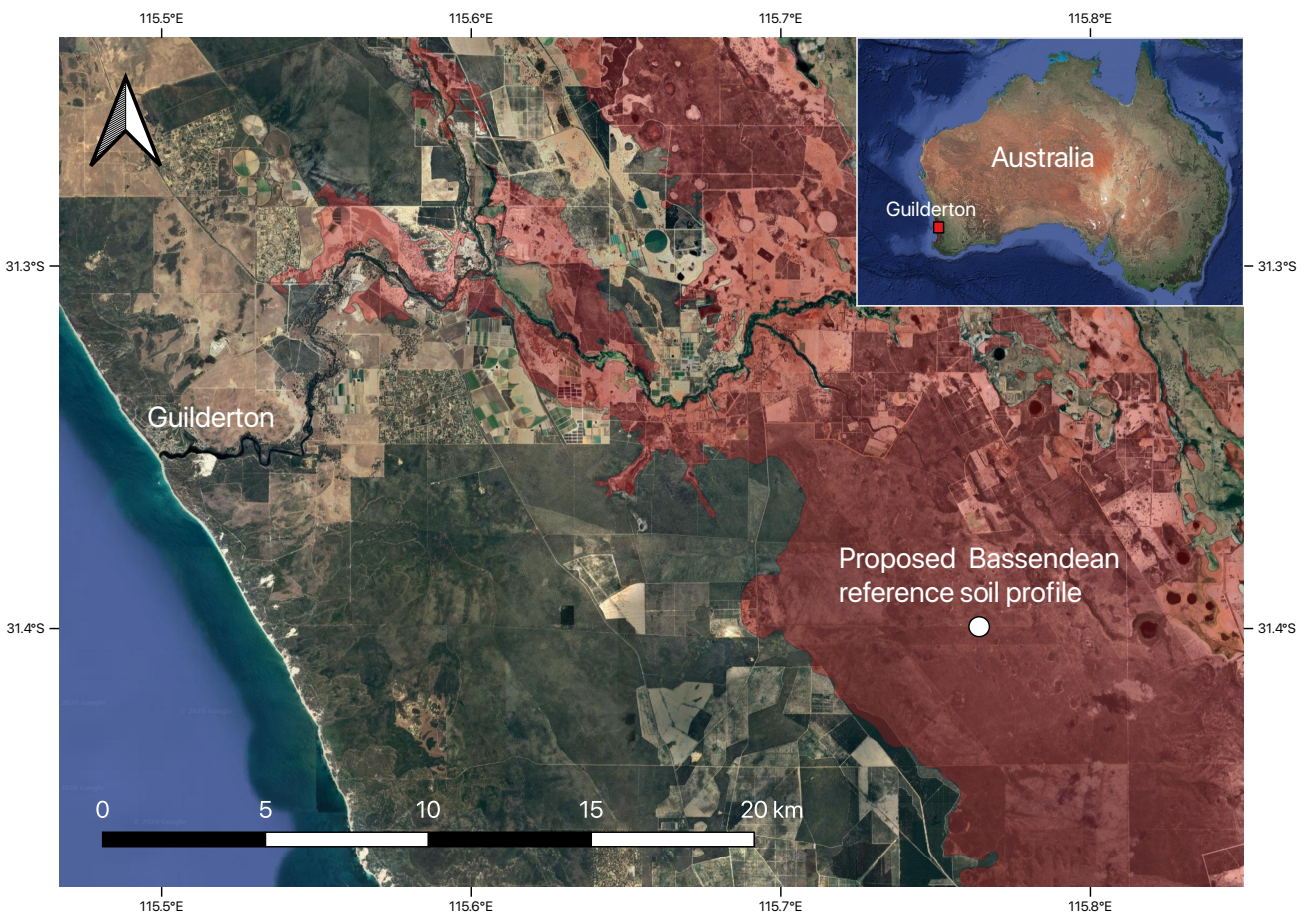 115.5°E 115.6°E 115.7°E 115.8°E
Australia
Guilderton
31.3°S 31.3°S
Guilderton
Proposed Bassendean
reference soil profile
31.4°S 31.4°S
0 5 10 15 20 km
115.5°E 115.6°E 115.7°E 115.8°E